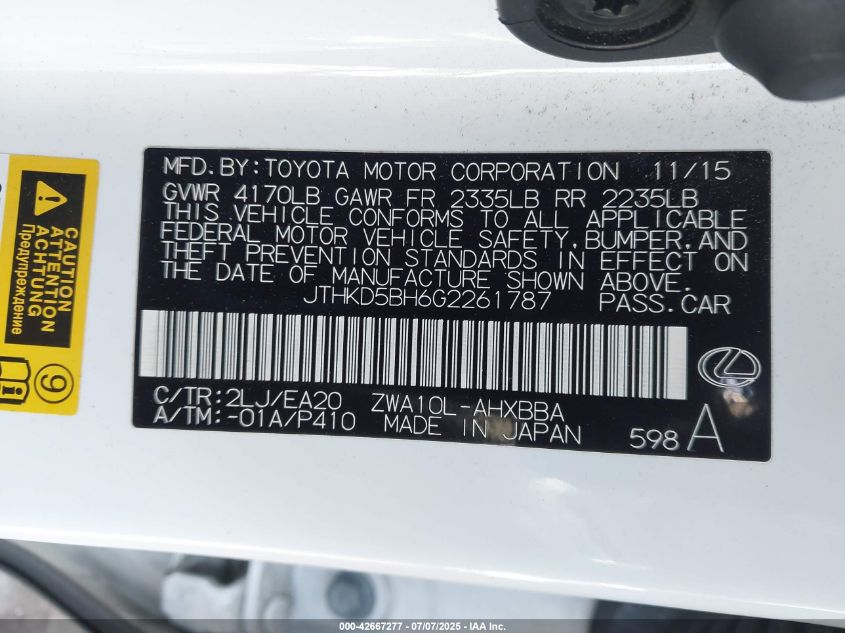 MFD.BY:TOYOTA MOTOR CORPORATION 11/15
GVWR 4170LB GAWR FR 2335LB RR 2235LB
THIS VEHICLE CONFORMS TO ALL APPLICABLE
FEDERAL MOTOR VEHICLE SAFETY,BUMPER,AND
THEFT PREVENTION STANDARDS IN EFFECT ON
THE DATE OF MANUFACTURE SHOWN ABOVE.
JTHKD5BH6G2261787 PASS.CAR
C/TR:2LJ/EA20 ZWA10L-AHXBBA
A/TM:-01A/P410 MADE IN JAPAN
598 A
CAUTION
ATTENTION
ACHTUNG
Предупреждение
9
000-42667277 - 07/07/2025 - IAA Inc.